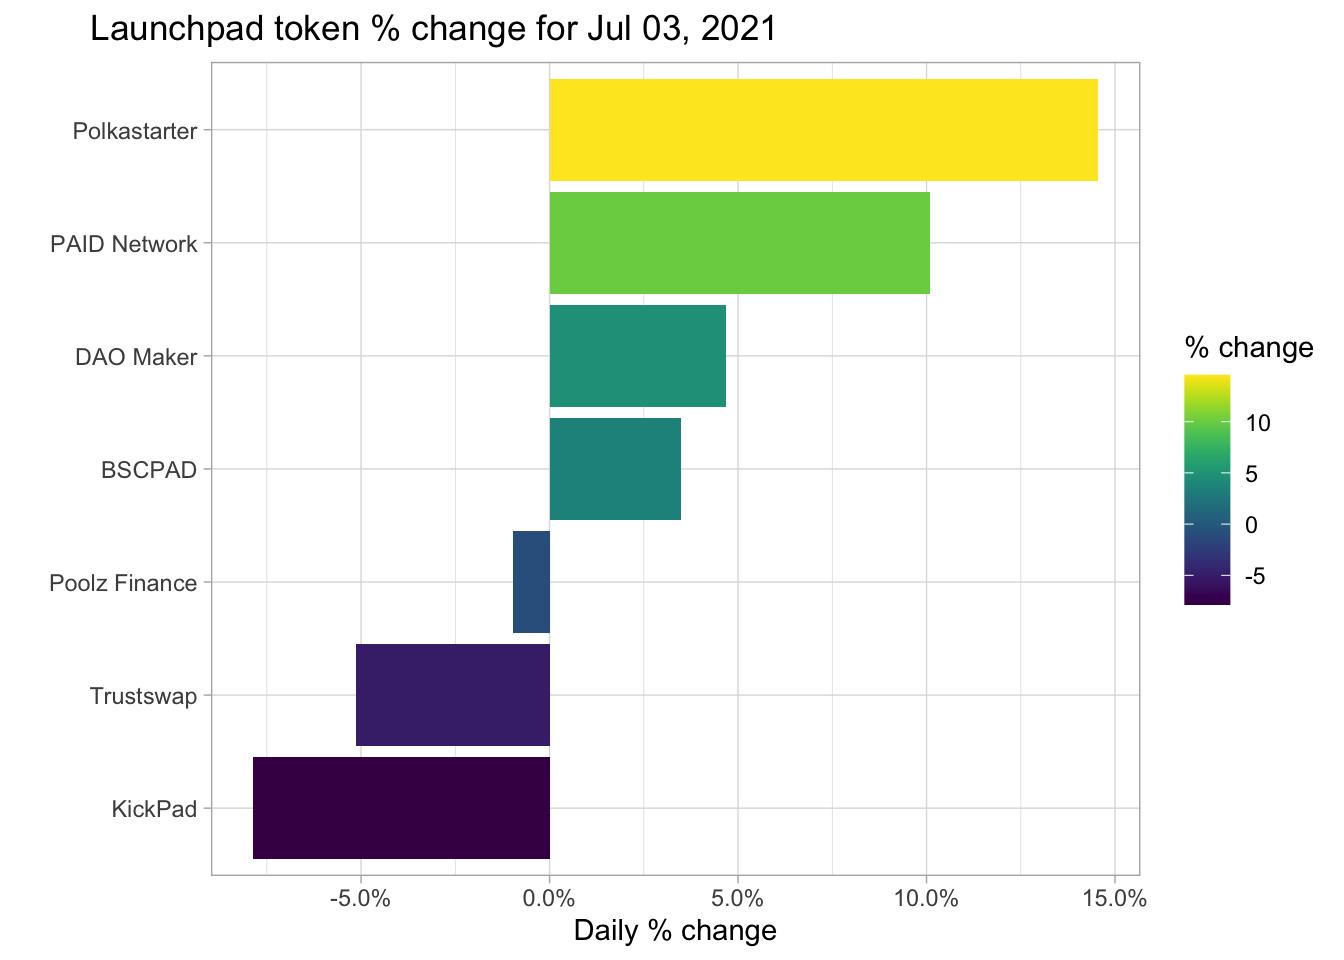 Launchpad token % change for Jul 03, 2021
Polkastarter
PAID Network
DAO Maker
BSCPAD
Poolz Finance
Trustswap
KickPad
-5.0% 0.0% 5.0% 10.0% 15.0%
Daily % change
% change
10
5
0
-5